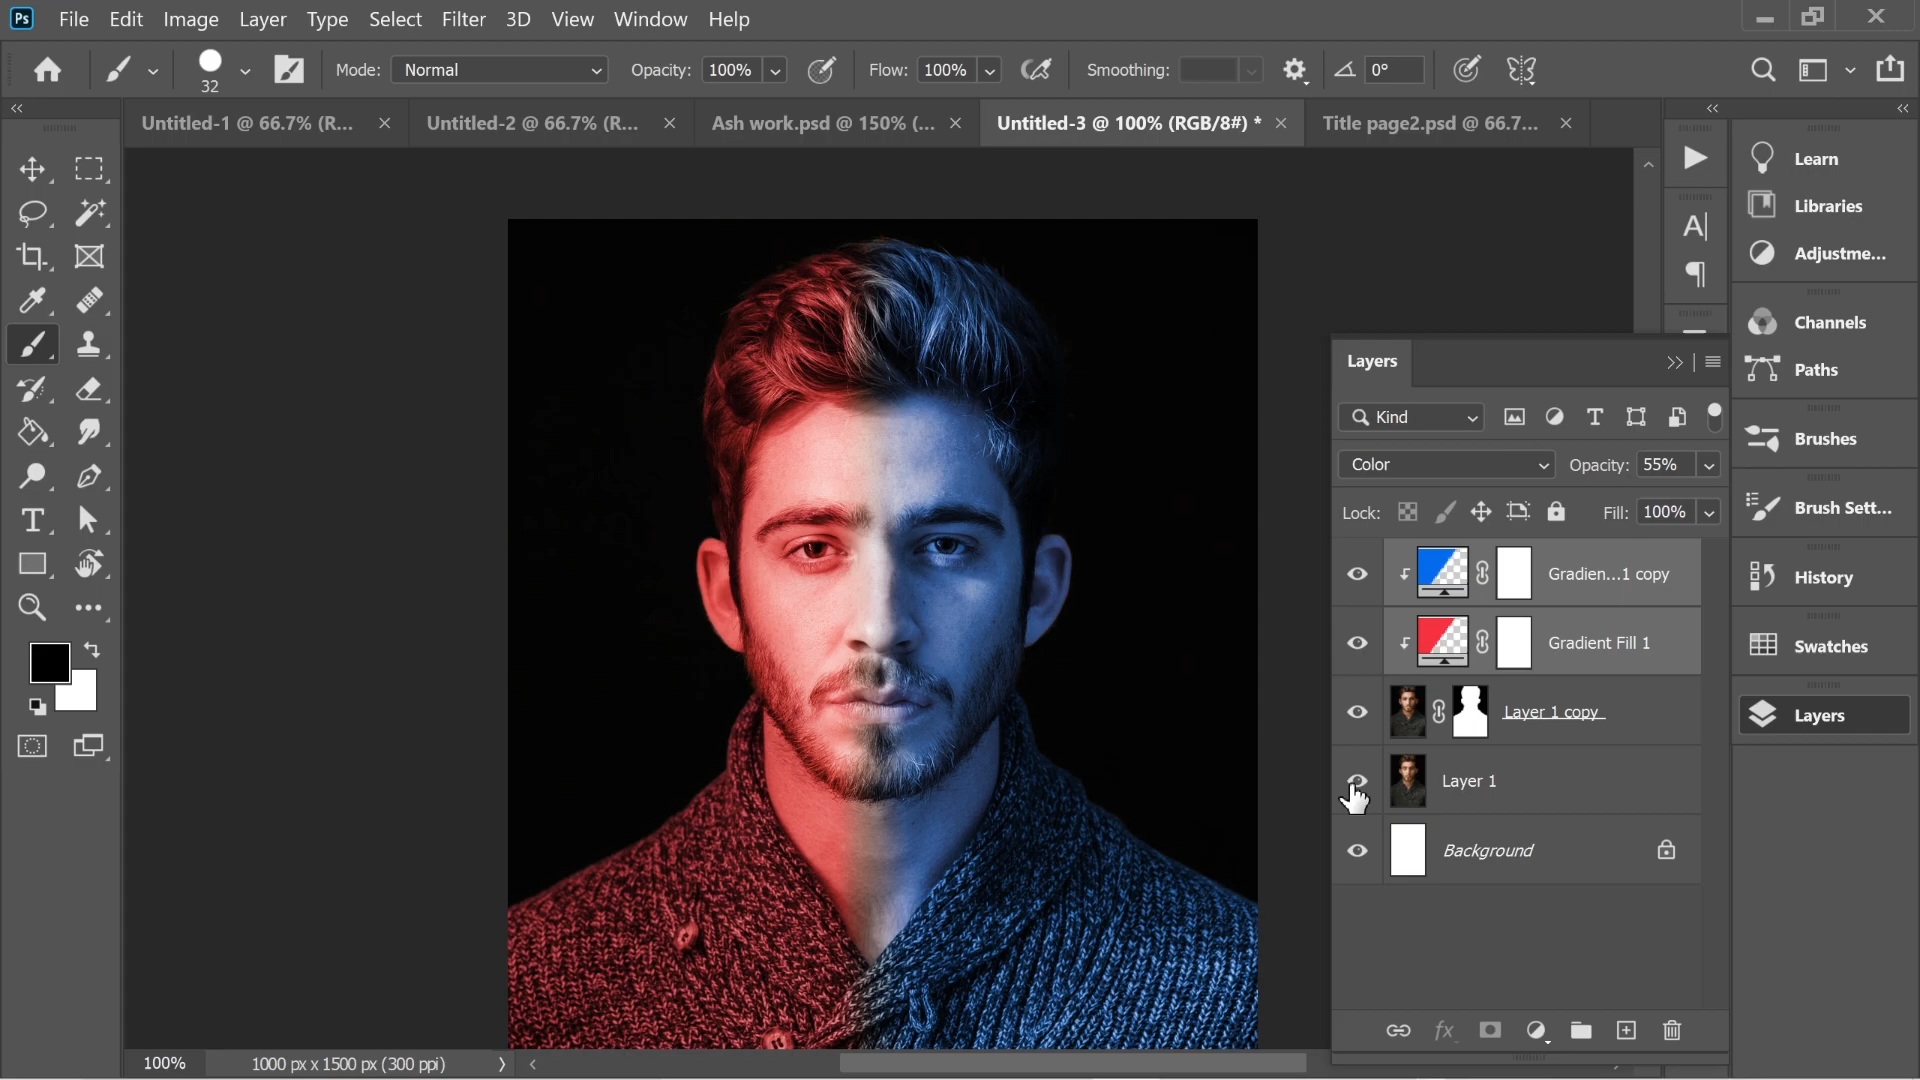 Ps File Edit Image Layer Type Select Filter 3D View Window Help
32 Mode: Normal Opacity: 100% Flow: 100% Smoothing: 0°
Untitled-1 @ 66.7% (R... Untitled-2 @ 66.7% (R... Ash work.psd @ 150% (... Untitled-3 @ 100% (RGB/8#) * Title page2.psd @ 66.7...
Learn
Libraries
Adjustme...
Channels
Paths
Brushes
Brush Sett...
History
Swatches
Layers
Layers
Kind
Color Opacity: 55%
Lock: Fill: 100%
Gradien...1 copy
Gradient Fill 1
Layer 1 copy
Layer 1
Background
fx
100% 1000 px x 1500 px (300 ppi)